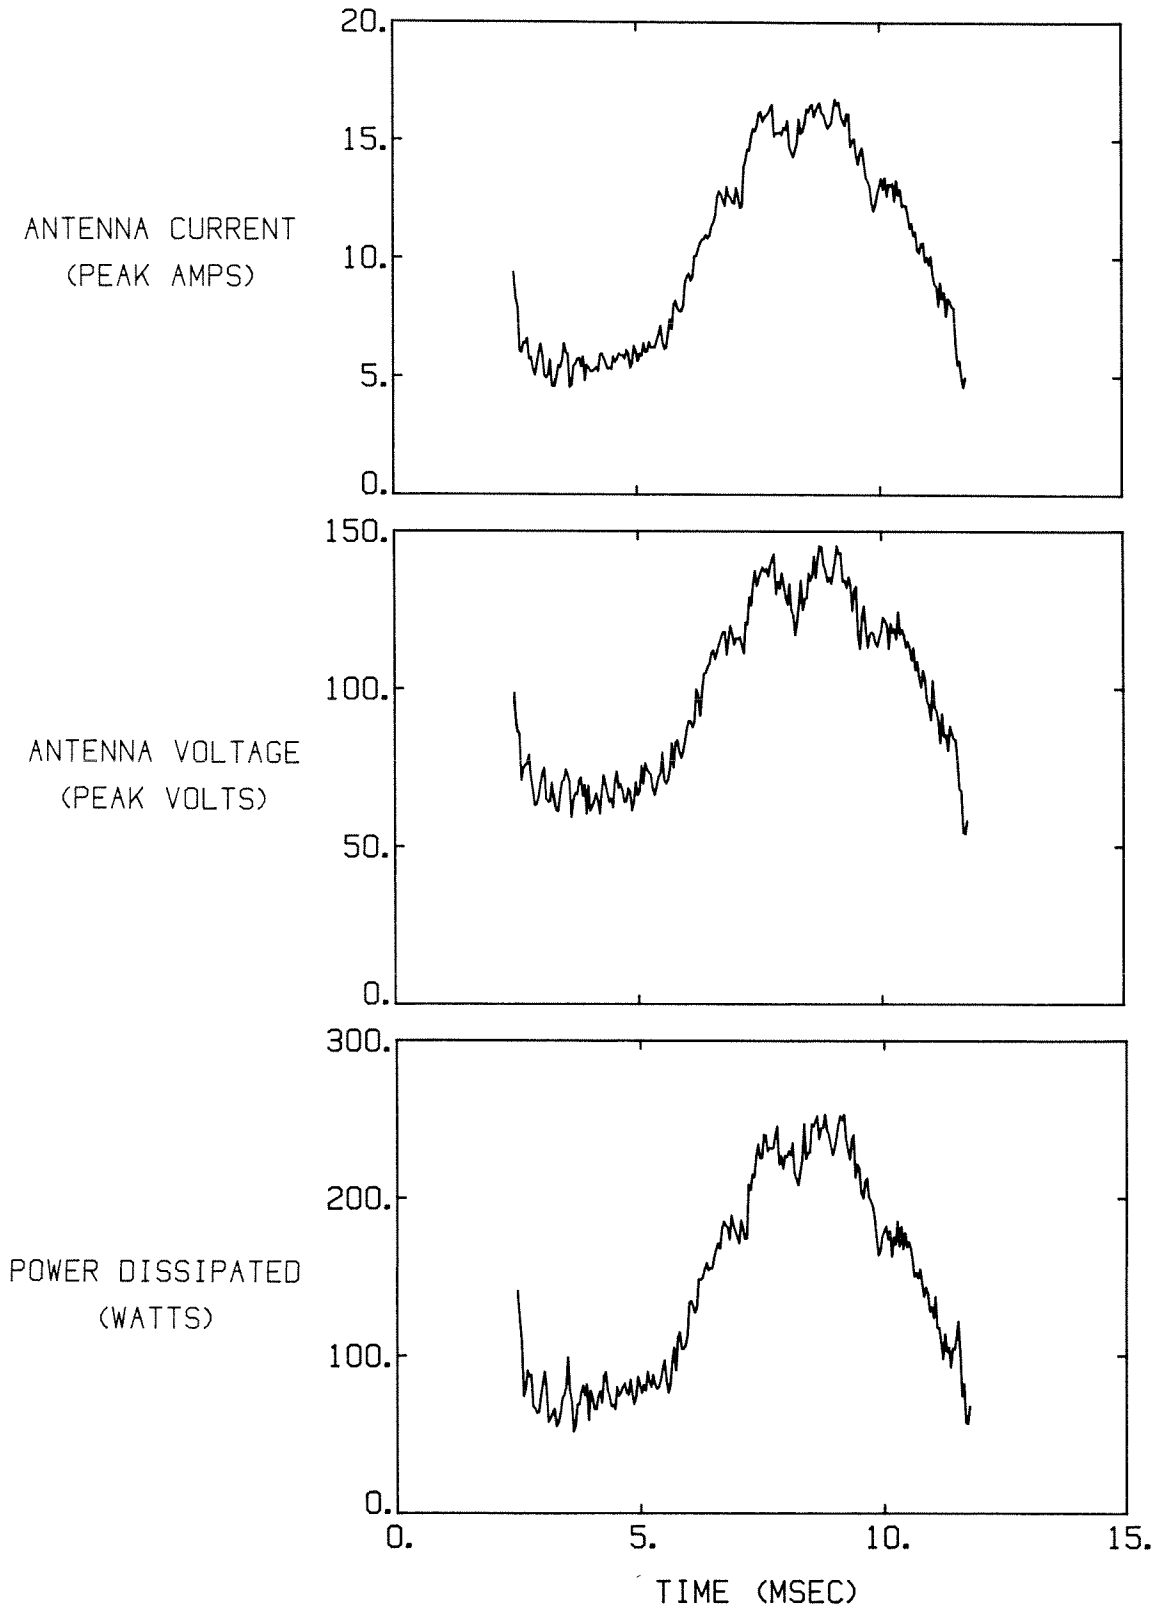 20.
15.
10.
5.
0.
ANTENNA CURRENT
(PEAK AMPS)
150.
100.
50.
0.
ANTENNA VOLTAGE
(PEAK VOLTS)
300.
200.
100.
0.
POWER DISSIPATED
(WATTS)
0. 5. 10. 15.
TIME (MSEC)